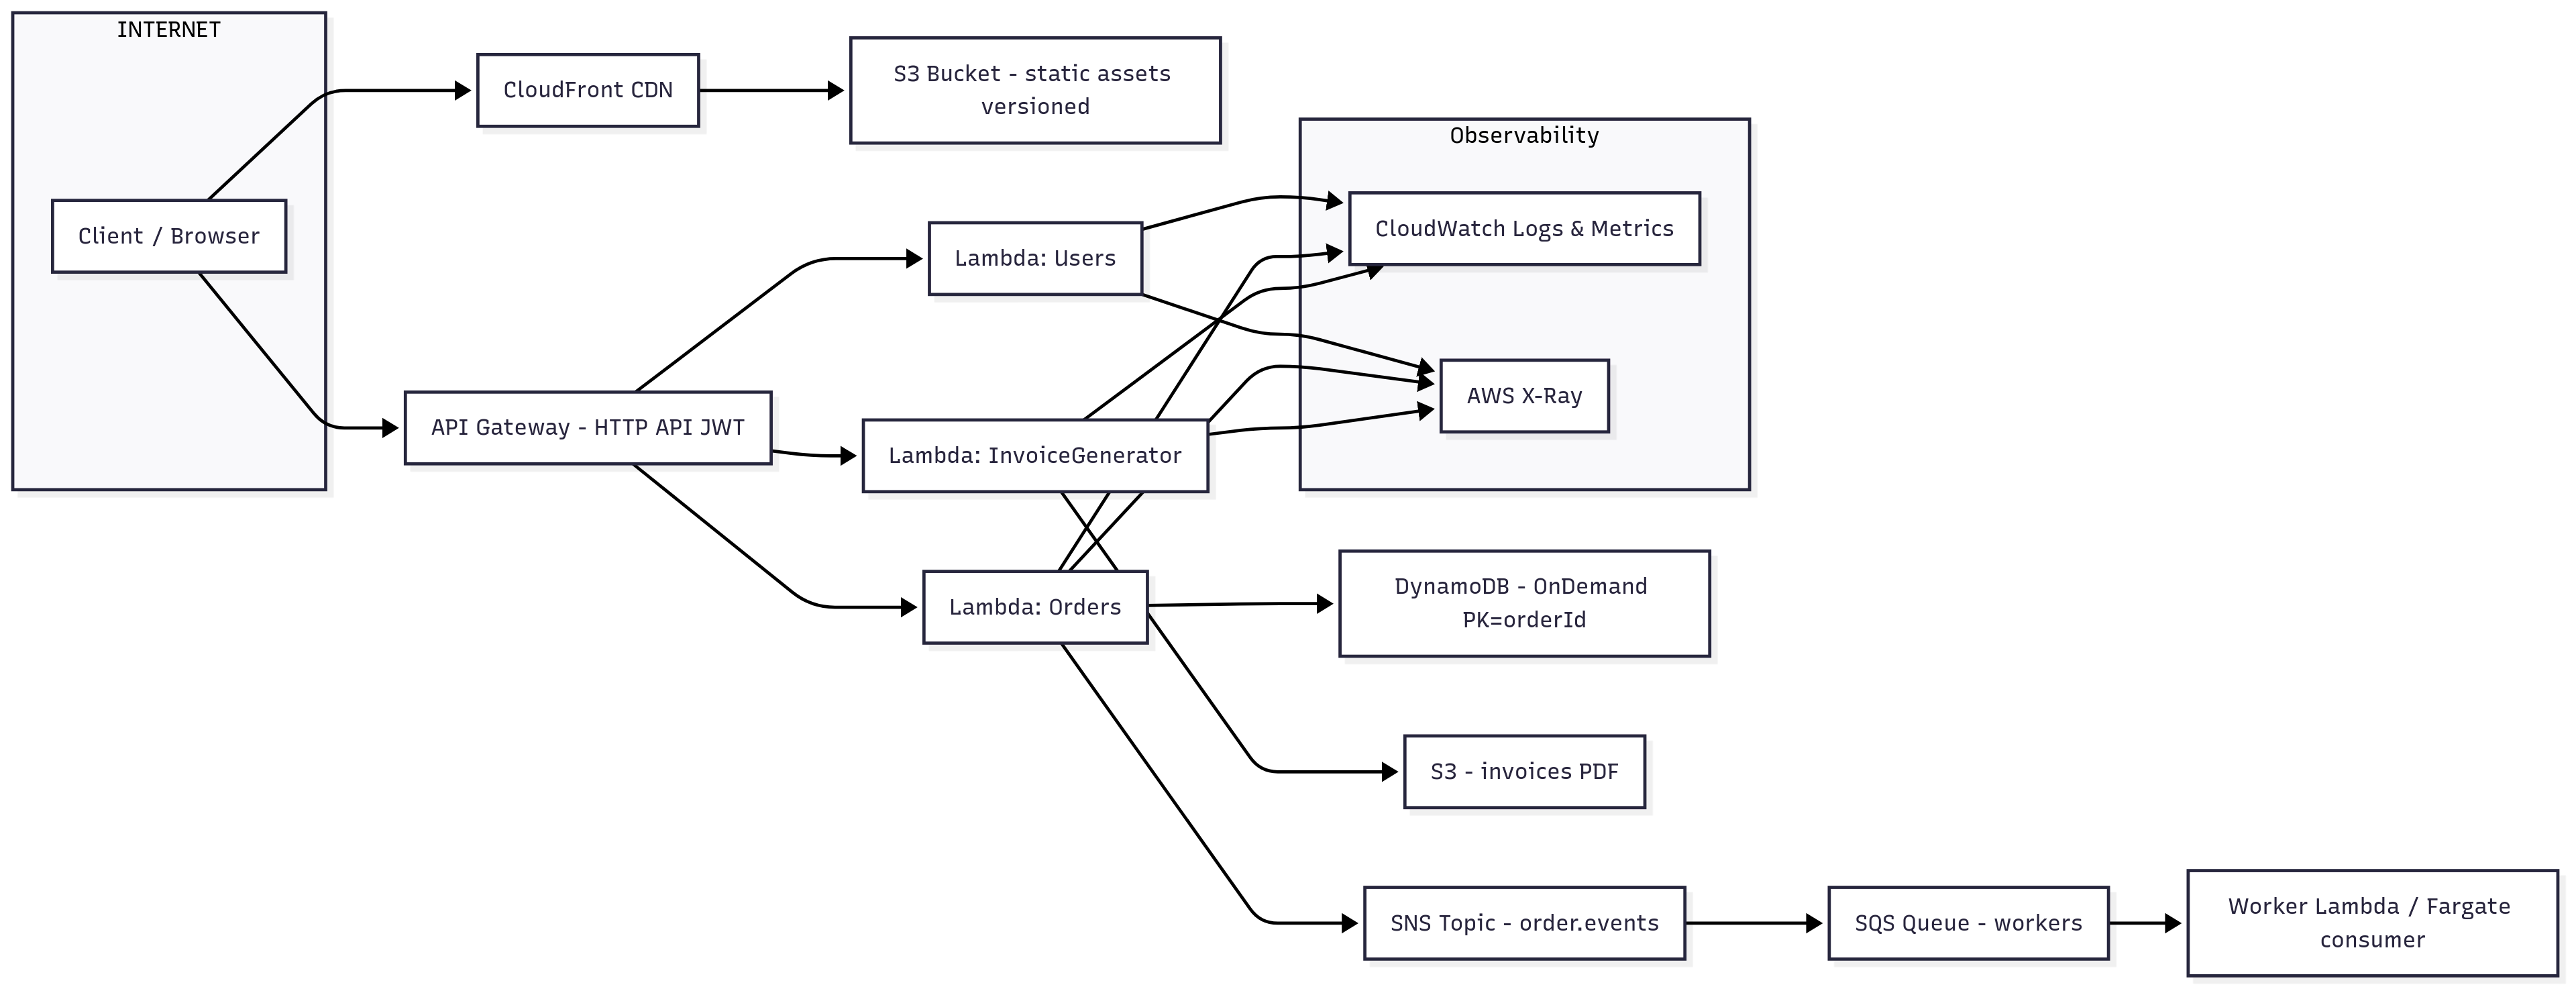 INTERNET
Client / Browser
CloudFront CDN
S3 Bucket - static assets
versioned
API Gateway - HTTP API JWT
Lambda: Users
Lambda: InvoiceGenerator
Lambda: Orders
Observability
CloudWatch Logs & Metrics
AWS X-Ray
DynamoDB - OnDemand
PK=orderId
S3 - invoices PDF
SNS Topic - order.events
SQS Queue - workers
Worker Lambda / Fargate
consumer